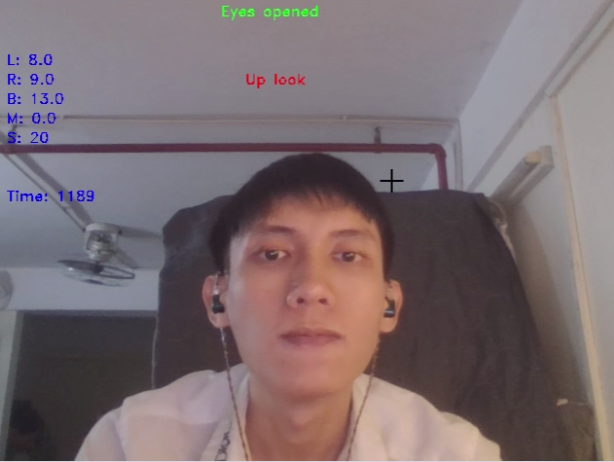 Eyes opened
L: 8.0
R: 9.0
Up look
B: 13.0
M: 0.0
S: 20
Time: 1189